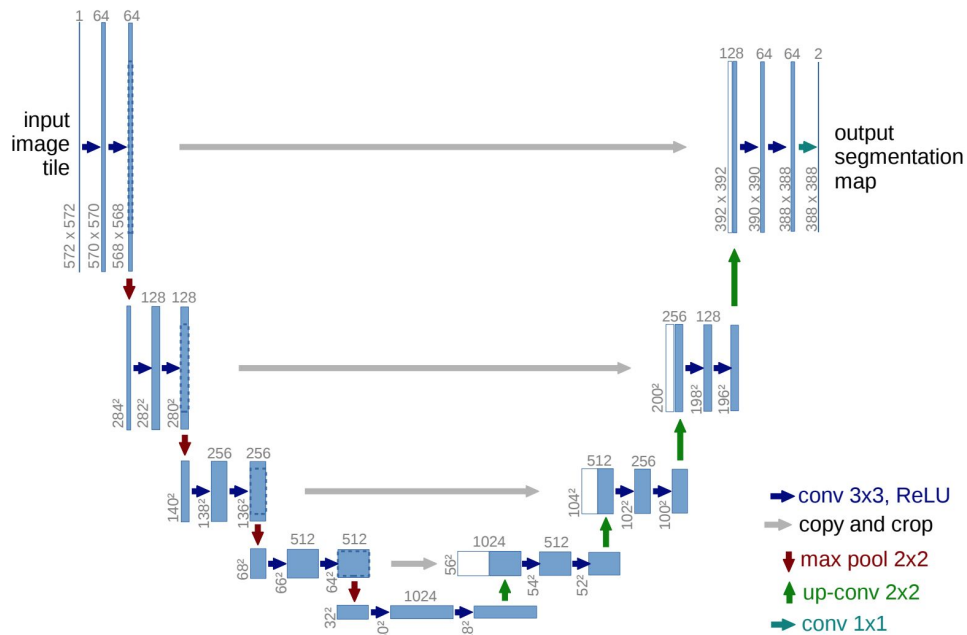 1 64 64
input
image
tile
572 x 572
570 x 570
568 x 568
128 64 64 2
output
segmentation
map
392 x 392
390 x 390
388 x 388
388 x 388
128 128
284²
282²
280²
256 128
200²
198²
196²
256 256
140²
138²
136²
512 256
104²
102²
100²
512 512
68²
66²
64²
1024 512
56²
54²
52²
1024
32²
0²
8²
conv 3x3, ReLU
copy and crop
max pool 2x2
up-conv 2x2
conv 1x1